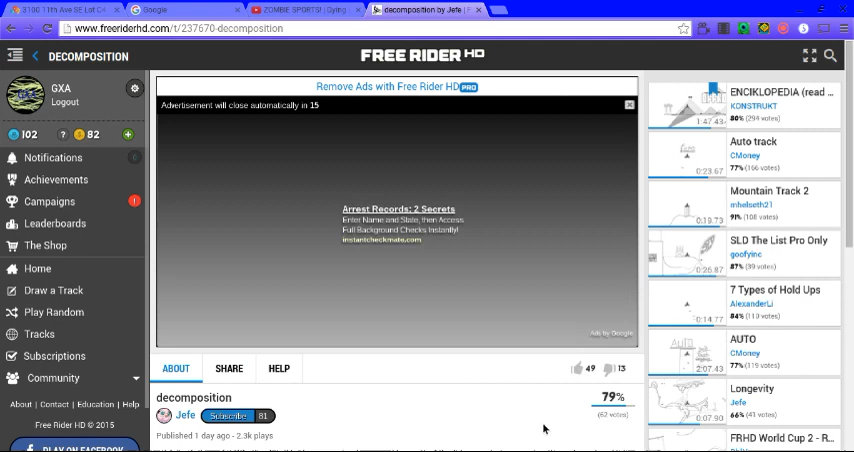 3100 11th Ave SE Lot C4
Google
ZOMBIE SPORTS! | Gying
decomposition by Jefe | F
www.freeriderhd.com/t/237670-decomposition
DECOMPOSITION
FREE RIDER HD
GXA
Logout
102 ? 82
Notifications 0
Achievements
Campaigns !
Leaderboards
The Shop
Home
Draw a Track
Play Random
Tracks
Subscriptions
Community
About | Contact | Education | Help
Free Rider HD © 2015
PLAY ON FACEBOOK
Remove Ads with Free Rider HD PRO
Advertisement will close automatically in 15
Arrest Records: 2 Secrets
Enter Name and State, then Access
Full Background Checks Instantly!
instantcheckmate.com
Ads by Google
ABOUT SHARE HELP
49 13
decomposition
79%
Jefe Subscribe 81
(62 votes)
Published 1 day ago - 2.3k plays
ENCIKLOPEDIA (read ...
KONSTRUKT
80% (294 votes)
1:47.43
Auto track
CMoney
77% (166 votes)
0:23.67
Mountain Track 2
mhelseth21
91% (108 votes)
0:19.73
SLD The List Pro Only
goofyinc
87% (39 votes)
0:26.87
7 Types of Hold Ups
AlexanderLi
84% (110 votes)
0:14.77
AUTO
CMoney
77% (119 votes)
2:07.43
Longevity
Jefe
66% (41 votes)
0:07.90
FRHD World Cup 2 - R...